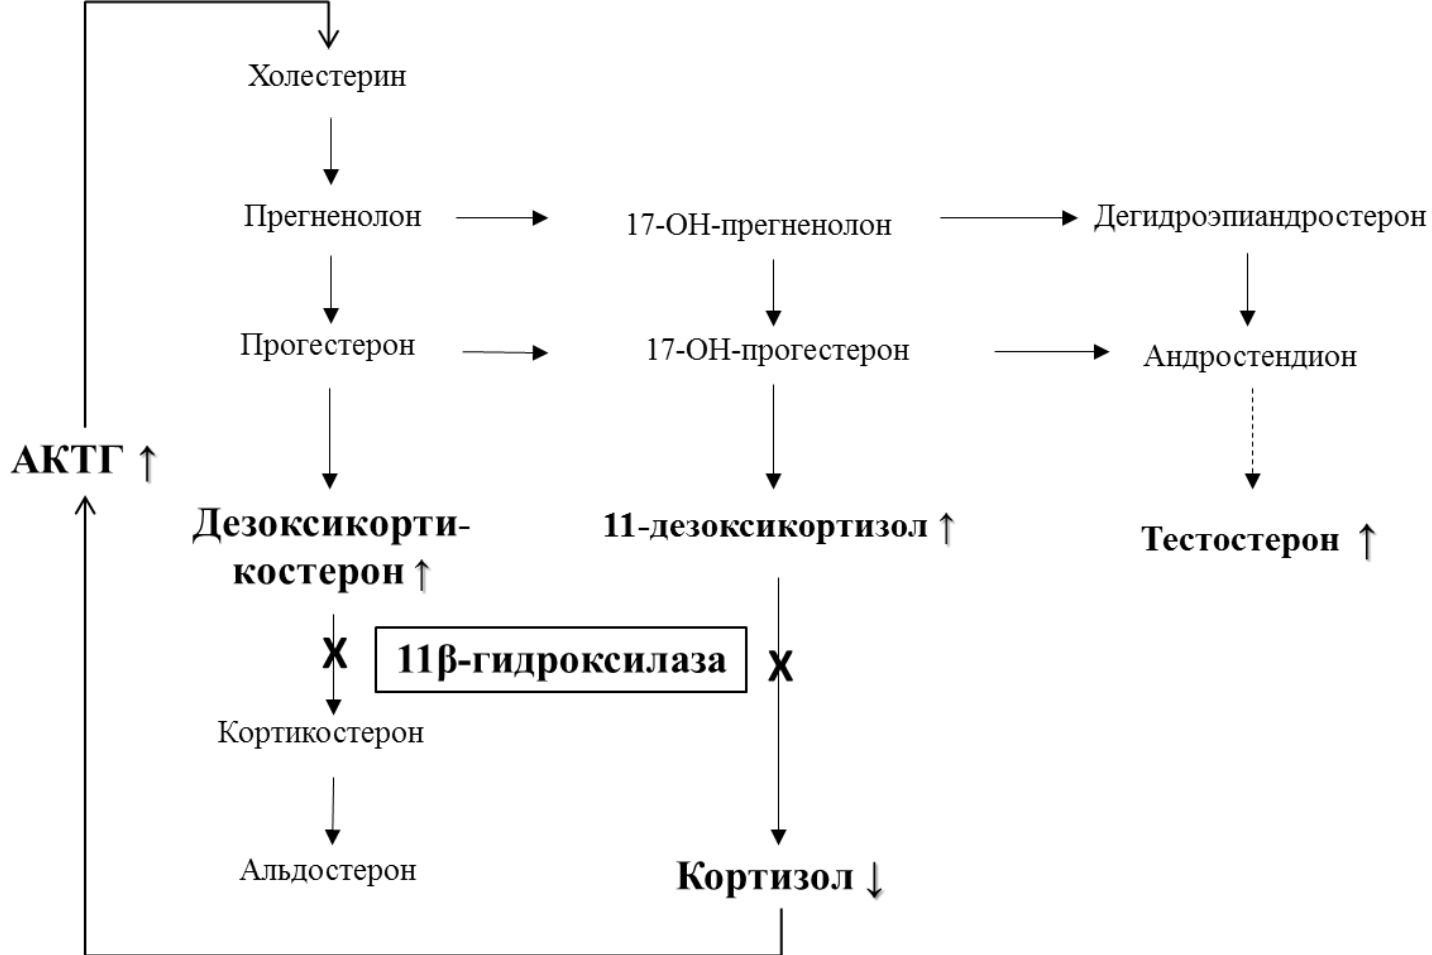 Холестерин
Прегненолон
17-ОН-прегненолон
Дегидроэпиандростерон
Прогестерон
17-ОН-прогестерон
Андростендион
АКТГ ↑
Дезоксикорти-
костерон ↑
11-дезоксикортизол ↑
Тестостерон ↑
Х
11β-гидроксилаза
Х
Кортикостерон
Альдостерон
Кортизол ↓